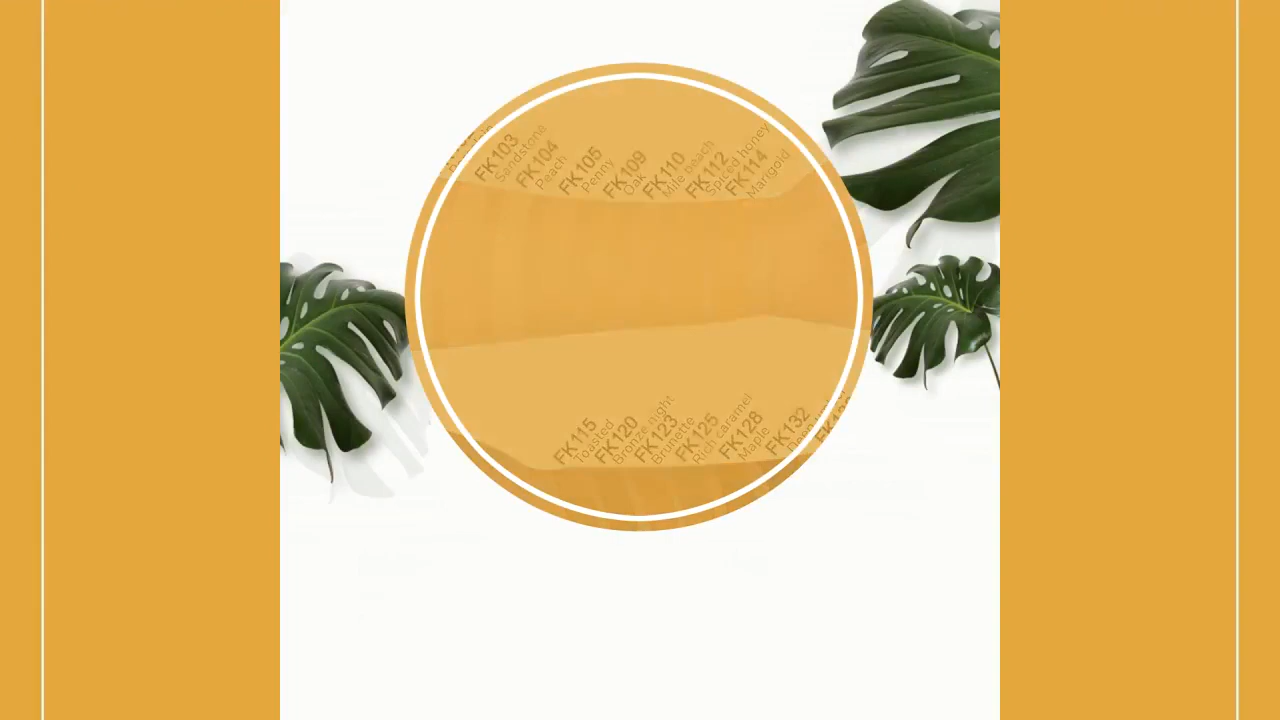 FK103
Sandstone
FK104
Peach
FK105
Penny
FK109
Oak
FK110
Mile peach
FK112
Spiced honey
FK114
Marigold
FK115
Toasted
FK120
Bronze night
FK123
Brunette
FK125
Rich caramel
FK128
Maple
FK132